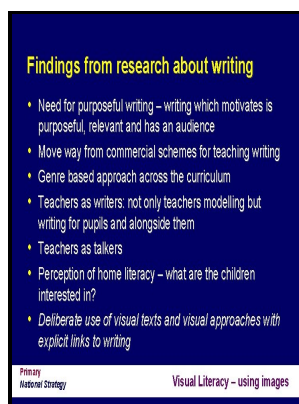 Findings from research about writing
• Need for purposeful writing – writing which motivates is
purposeful, relevant and has an audience
• Move way from commercial schemes for teaching writing
• Genre based approach across the curriculum
• Teachers as writers: not only teachers modelling but
writing for pupils and alongside them
• Teachers as talkers
• Perception of home literacy – what are the children
interested in?
• Deliberate use of visual texts and visual approaches with
explicit links to writing
Primary
National Strategy
Visual Literacy – using images